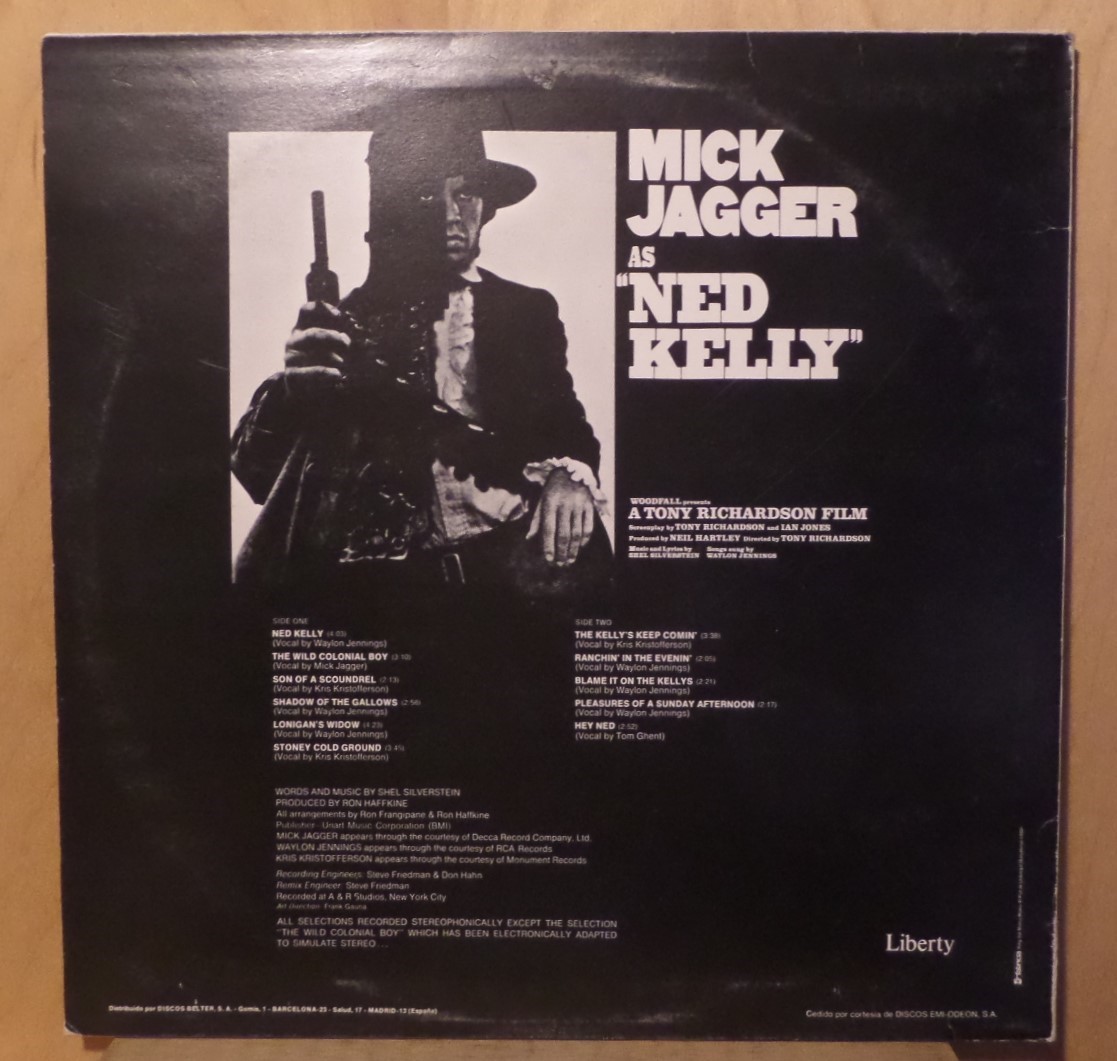 MICK
JAGGER
AS
"NED
KELLY"
WOODFALL presents
A TONY RICHARDSON FILM
Screenplay by TONY RICHARDSON and IAN JONES
Produced by NEIL HARTLEY Directed by TONY RICHARDSON
Music and Lyrics by SHEL SILVERSTEIN
Songs sung by WAYLON JENNINGS
SIDE ONE
NED KELLY (4:03)
(Vocal by Waylon Jennings)
THE WILD COLONIAL BOY (3:10)
(Vocal by Mick Jagger)
SON OF A SCOUNDREL (2:13)
(Vocal by Kris Kristofferson)
SHADOW OF THE GALLOWS (2:56)
(Vocal by Waylon Jennings)
LONIGAN'S WIDOW (4:23)
(Vocal by Waylon Jennings)
STONEY COLD GROUND (3:45)
(Vocal by Kris Kristofferson)
SIDE TWO
THE KELLY'S KEEP COMIN' (3:38)
(Vocal by Kris Kristofferson)
RANCHIN' IN THE EVENIN' (2:05)
(Vocal by Waylon Jennings)
BLAME IT ON THE KELLYS (2:21)
(Vocal by Waylon Jennings)
PLEASURES OF A SUNDAY AFTERNOON (2:17)
(Vocal by Waylon Jennings)
HEY NED (2:52)
(Vocal by Tom Ghent)
WORDS AND MUSIC BY SHEL SILVERSTEIN
PRODUCED BY RON HAFFKINE
All arrangements by Ron Frangipane & Ron Haffkine
Publisher—Unart Music Corporation (BMI)
MICK JAGGER appears through the courtesy of Decca Record Company, Ltd.
WAYLON JENNINGS appears through the courtesy of RCA Records
KRIS KRISTOFFERSON appears through the courtesy of Monument Records
Recording Engineers: Steve Friedman & Don Hahn
Remix Engineer: Steve Friedman
Recorded at A & R Studios, New York City
Art Direction: Frank Gauna
ALL SELECTIONS RECORDED STEREOPHONICALLY EXCEPT THE SELECTION
"THE WILD COLONIAL BOY" WHICH HAS BEEN ELECTRONICALLY ADAPTED
TO SIMULATE STEREO...
Liberty
Distribuido por DISCOS BELTER, S. A. - Gomis, 1 - BARCELONA-23 - Salud, 17 - MADRID-13 (España)
Cedido por cortesía de DISCOS EMI-ODEON, S.A.